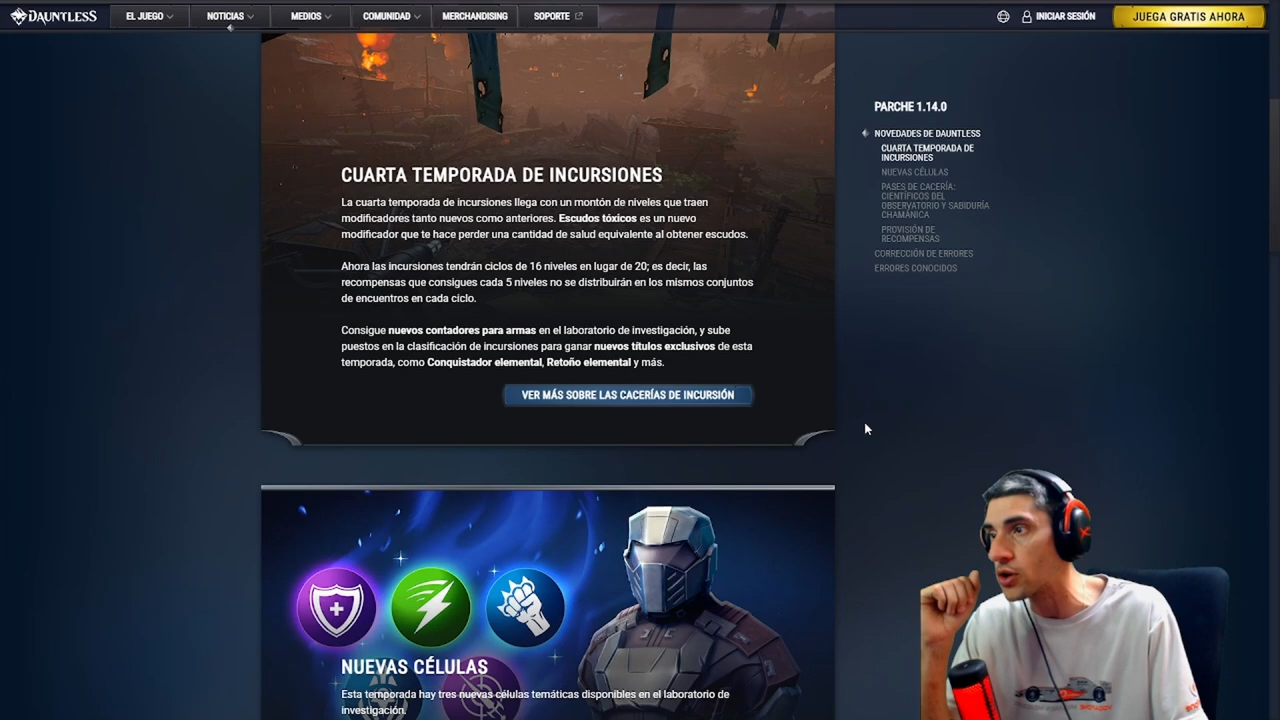 DAUNTLESS
EL JUEGO
NOTICIAS
MEDIOS
COMUNIDAD
MERCHANDISING
SOPORTE
INICIAR SESIÓN
JUEGA GRATIS AHORA
CUARTA TEMPORADA DE INCURSIONES
La cuarta temporada de incursiones llega con un montón de niveles que traen
modificadores tanto nuevos como anteriores. Escudos tóxicos es un nuevo
modificador que te hace perder una cantidad de salud equivalente al obtener escudos.
Ahora las incursiones tendrán ciclos de 16 niveles en lugar de 20; es decir, las
recompensas que consigues cada 5 niveles no se distribuirán en los mismos conjuntos
de encuentros en cada ciclo.
Consigue nuevos contadores para armas en el laboratorio de investigación, y sube
puestos en la clasificación de incursiones para ganar nuevos títulos exclusivos de esta
temporada, como Conquistador elemental, Retoño elemental y más.
VER MÁS SOBRE LAS CACERÍAS DE INCURSIÓN
NUEVAS CÉLULAS
Esta temporada hay tres nuevas células temáticas disponibles en el laboratorio de
investigación.
PARCHE 1.14.0
NOVEDADES DE DAUNTLESS
CUARTA TEMPORADA DE
INCURSIONES
NUEVAS CÉLULAS
PASES DE CACERÍA:
CIENTÍFICOS DEL
OBSERVATORIO Y SABIDURÍA
CHAMÁNICA
PROVISIÓN DE
RECOMPENSAS
CORRECCIÓN DE ERRORES
ERRORES CONOCIDOS